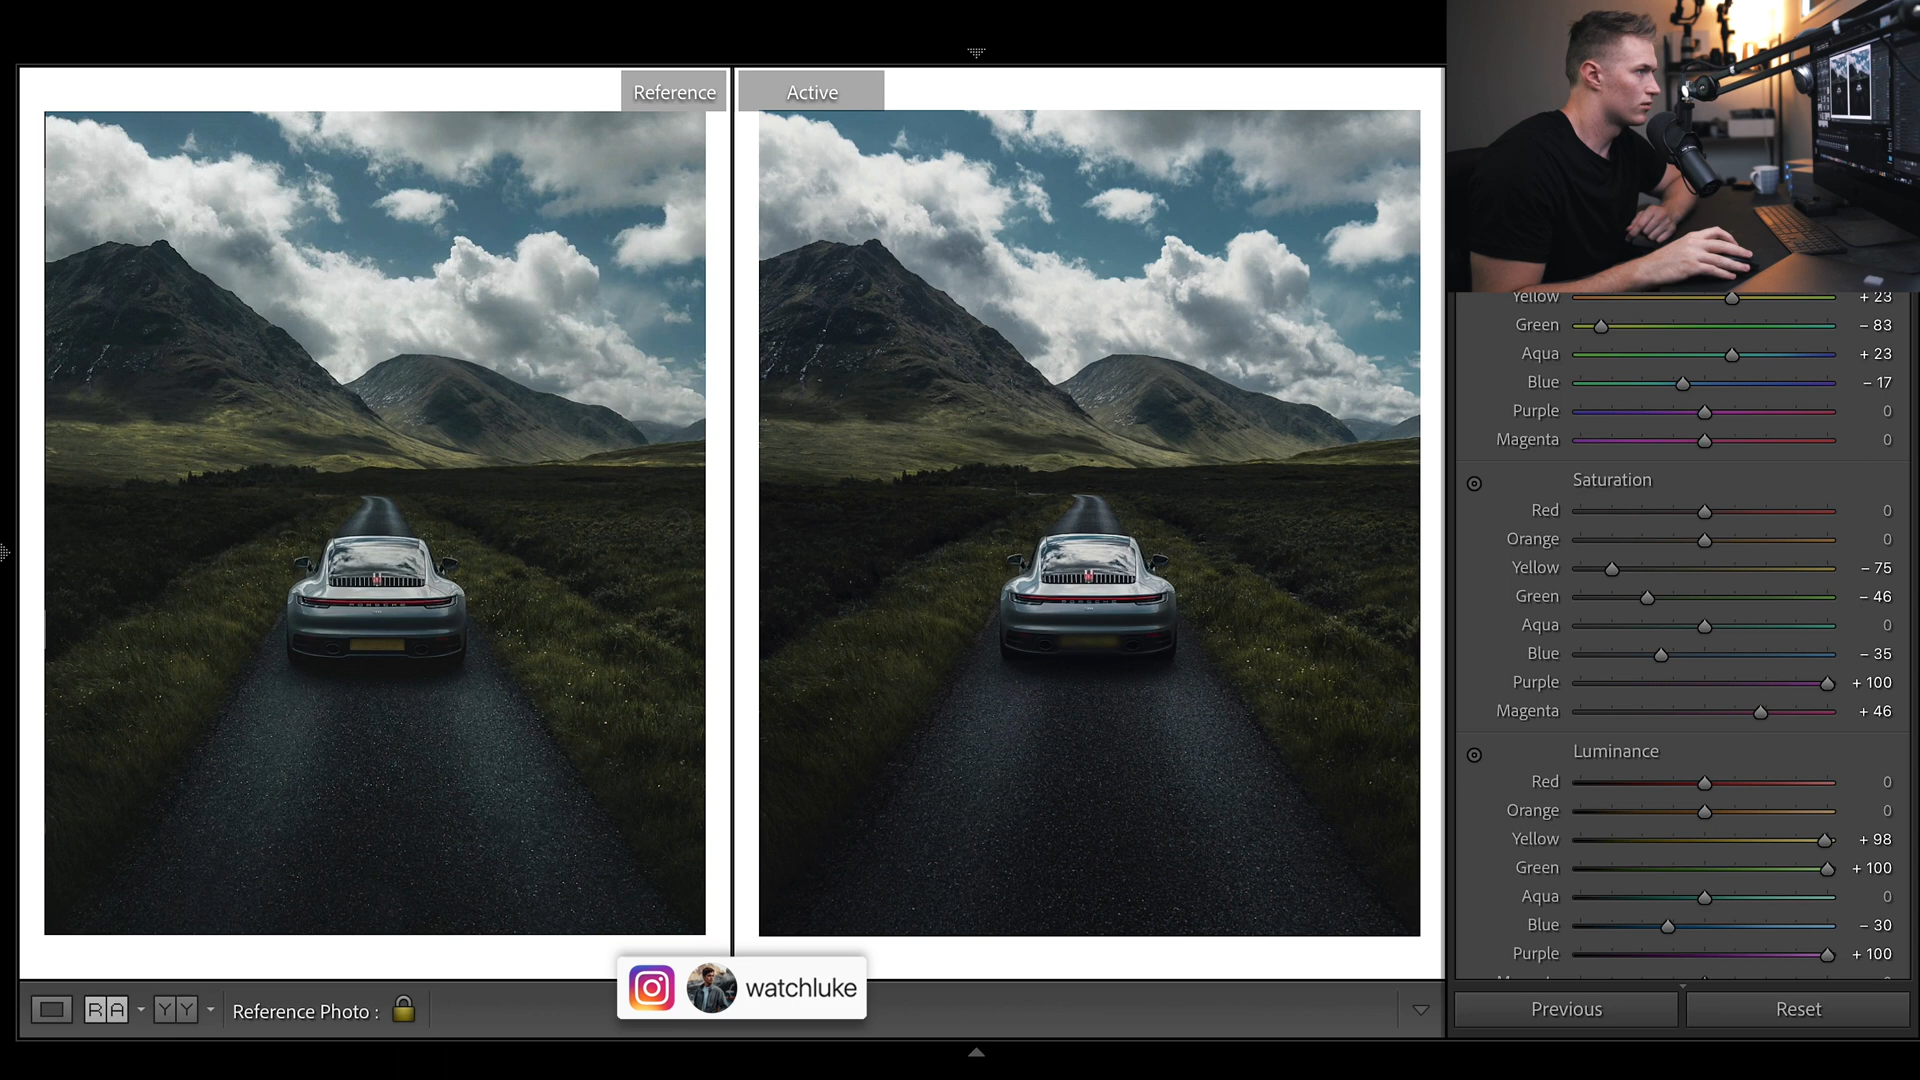 Reference
Active
Yellow + 23
Green – 83
Aqua + 23
Blue – 17
Purple 0
Magenta 0
Saturation
Red 0
Orange 0
Yellow – 75
Green – 46
Aqua 0
Blue – 35
Purple + 100
Magenta + 46
Luminance
Red 0
Orange 0
Yellow + 98
Green + 100
Aqua 0
Blue – 30
Purple + 100
PORSCHE
PORSCHE
watchluke
R A
Y Y
Reference Photo :
Previous
Reset